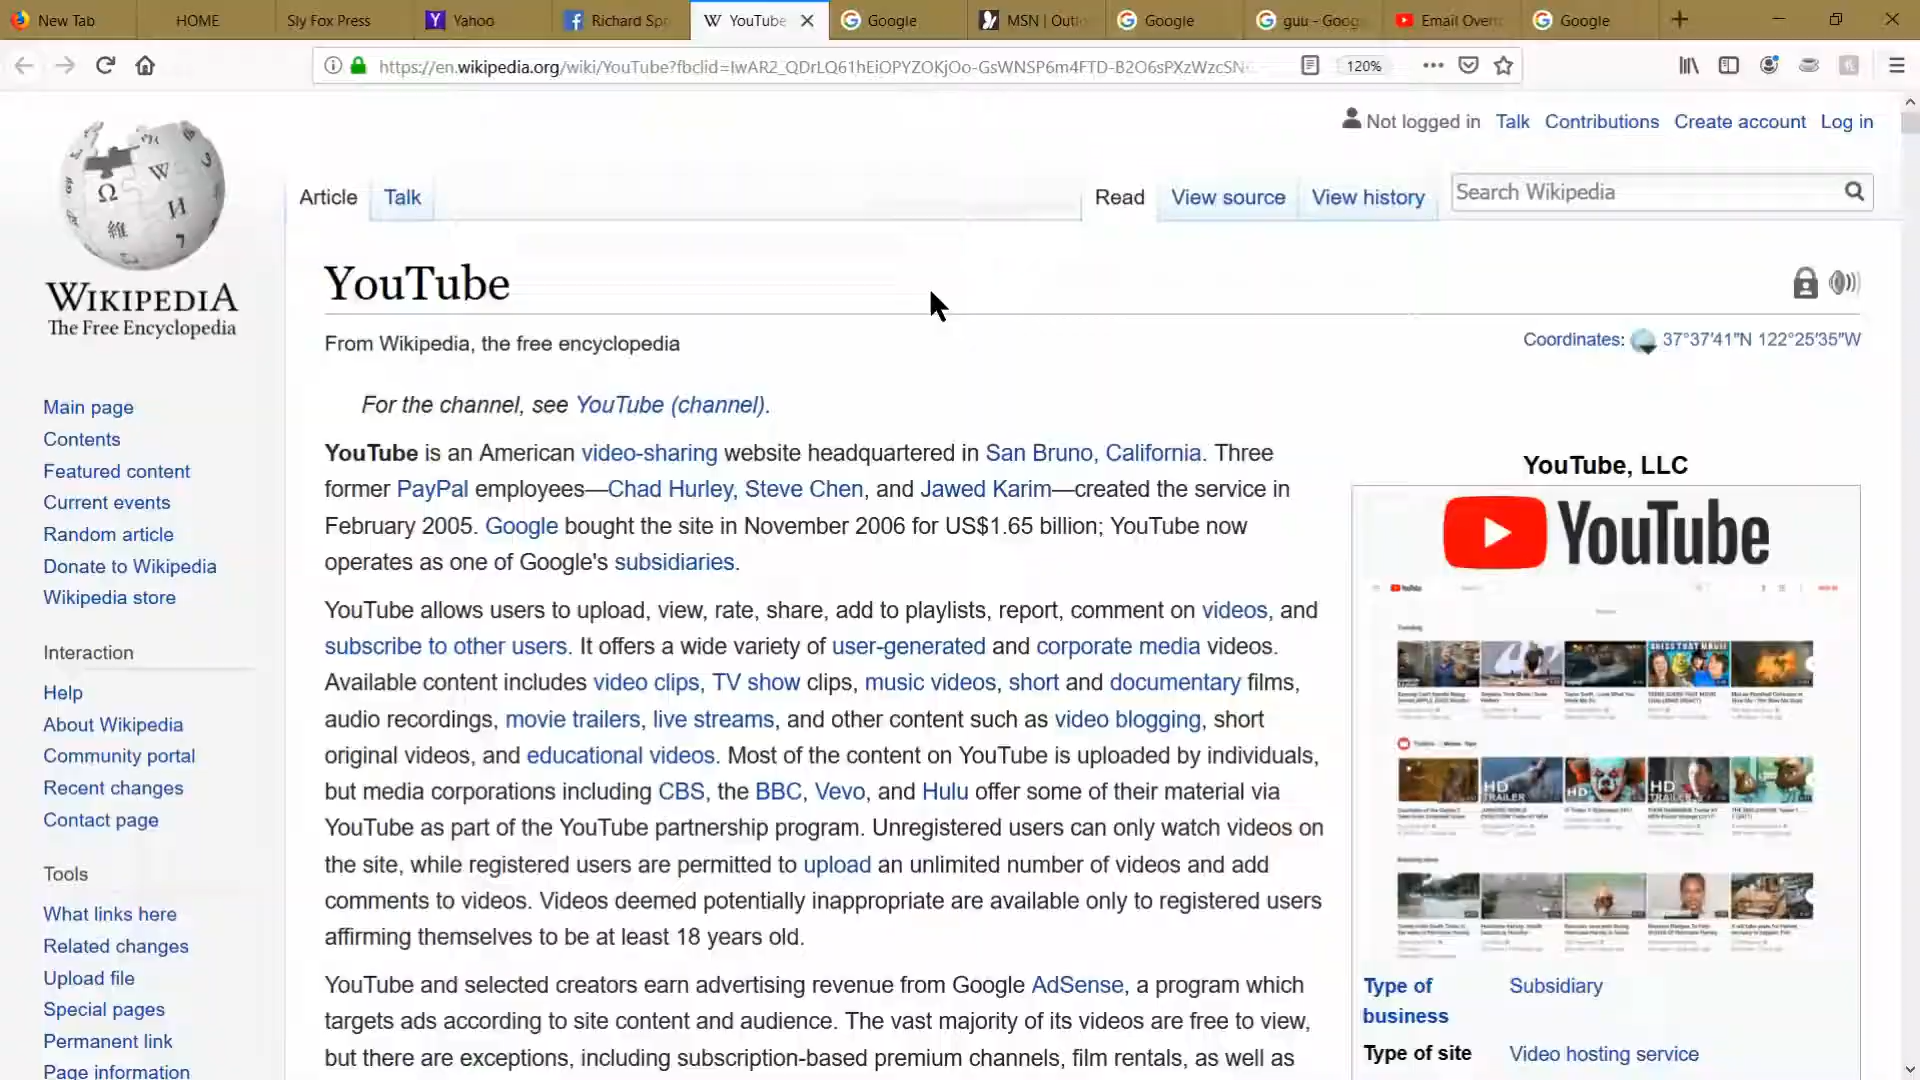 New Tab
HOME
Sly Fox Press
Yahoo
Richard Sp
YouTube
Google
MSN | Outl
Google
guu - Goog
Email Over
Google
https://en.wikipedia.org/wiki/YouTube?fbclid=IwAR2_QDrLQ61hEiOPYZOKjOo-GsWNSP6m4FTD-B2O6sPXzWzcSN
120%
Not logged in Talk Contributions Create account Log in
Article Talk Read View source View history Search Wikipedia
WIKIPEDIA
The Free Encyclopedia
YouTube
From Wikipedia, the free encyclopedia
Coordinates: 37°37′41″N 122°25′35″W
For the channel, see YouTube (channel).
YouTube is an American video-sharing website headquartered in San Bruno, California. Three
former PayPal employees—Chad Hurley, Steve Chen, and Jawed Karim—created the service in
February 2005. Google bought the site in November 2006 for US$1.65 billion; YouTube now
operates as one of Google's subsidiaries.
YouTube allows users to upload, view, rate, share, add to playlists, report, comment on videos, and
subscribe to other users. It offers a wide variety of user-generated and corporate media videos.
Available content includes video clips, TV show clips, music videos, short and documentary films,
audio recordings, movie trailers, live streams, and other content such as video blogging, short
original videos, and educational videos. Most of the content on YouTube is uploaded by individuals,
but media corporations including CBS, the BBC, Vevo, and Hulu offer some of their material via
YouTube as part of the YouTube partnership program. Unregistered users can only watch videos on
the site, while registered users are permitted to upload an unlimited number of videos and add
comments to videos. Videos deemed potentially inappropriate are available only to registered users
affirming themselves to be at least 18 years old.
YouTube and selected creators earn advertising revenue from Google AdSense, a program which
targets ads according to site content and audience. The vast majority of its videos are free to view,
but there are exceptions, including subscription-based premium channels, film rentals, as well as
Main page
Contents
Featured content
Current events
Random article
Donate to Wikipedia
Wikipedia store
Interaction
Help
About Wikipedia
Community portal
Recent changes
Contact page
Tools
What links here
Related changes
Upload file
Special pages
Permanent link
Page information
YouTube, LLC
YouTube
YouTube
Trending
HD
TRAILER
HD
HD
TRAILER
Type of
business
Subsidiary
Type of site Video hosting service